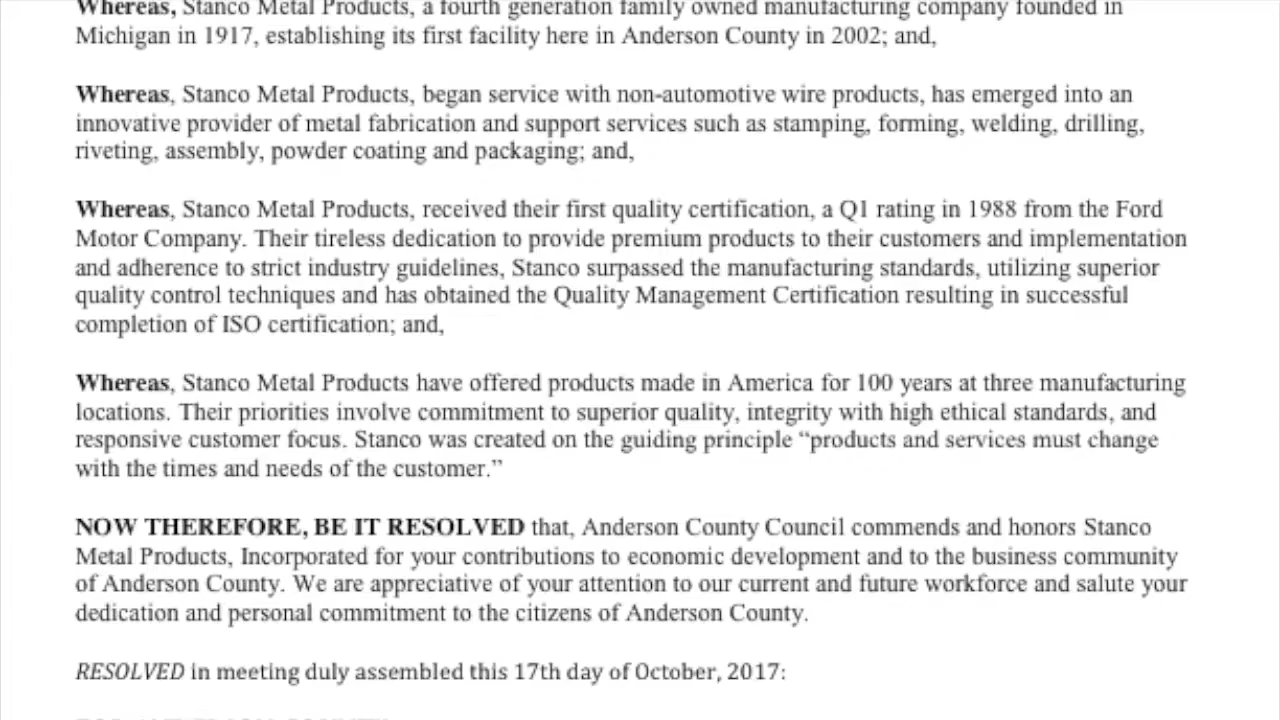 Whereas, Stanco Metal Products, a fourth generation family owned manufacturing company founded in
Michigan in 1917, establishing its first facility here in Anderson County in 2002; and,
Whereas, Stanco Metal Products, began service with non-automotive wire products, has emerged into an
innovative provider of metal fabrication and support services such as stamping, forming, welding, drilling,
riveting, assembly, powder coating and packaging; and,
Whereas, Stanco Metal Products, received their first quality certification, a Q1 rating in 1988 from the Ford
Motor Company. Their tireless dedication to provide premium products to their customers and implementation
and adherence to strict industry guidelines, Stanco surpassed the manufacturing standards, utilizing superior
quality control techniques and has obtained the Quality Management Certification resulting in successful
completion of ISO certification; and,
Whereas, Stanco Metal Products have offered products made in America for 100 years at three manufacturing
locations. Their priorities involve commitment to superior quality, integrity with high ethical standards, and
responsive customer focus. Stanco was created on the guiding principle “products and services must change
with the times and needs of the customer.”
NOW THEREFORE, BE IT RESOLVED that, Anderson County Council commends and honors Stanco
Metal Products, Incorporated for your contributions to economic development and to the business community
of Anderson County. We are appreciative of your attention to our current and future workforce and salute your
dedication and personal commitment to the citizens of Anderson County.
RESOLVED in meeting duly assembled this 17th day of October, 2017: